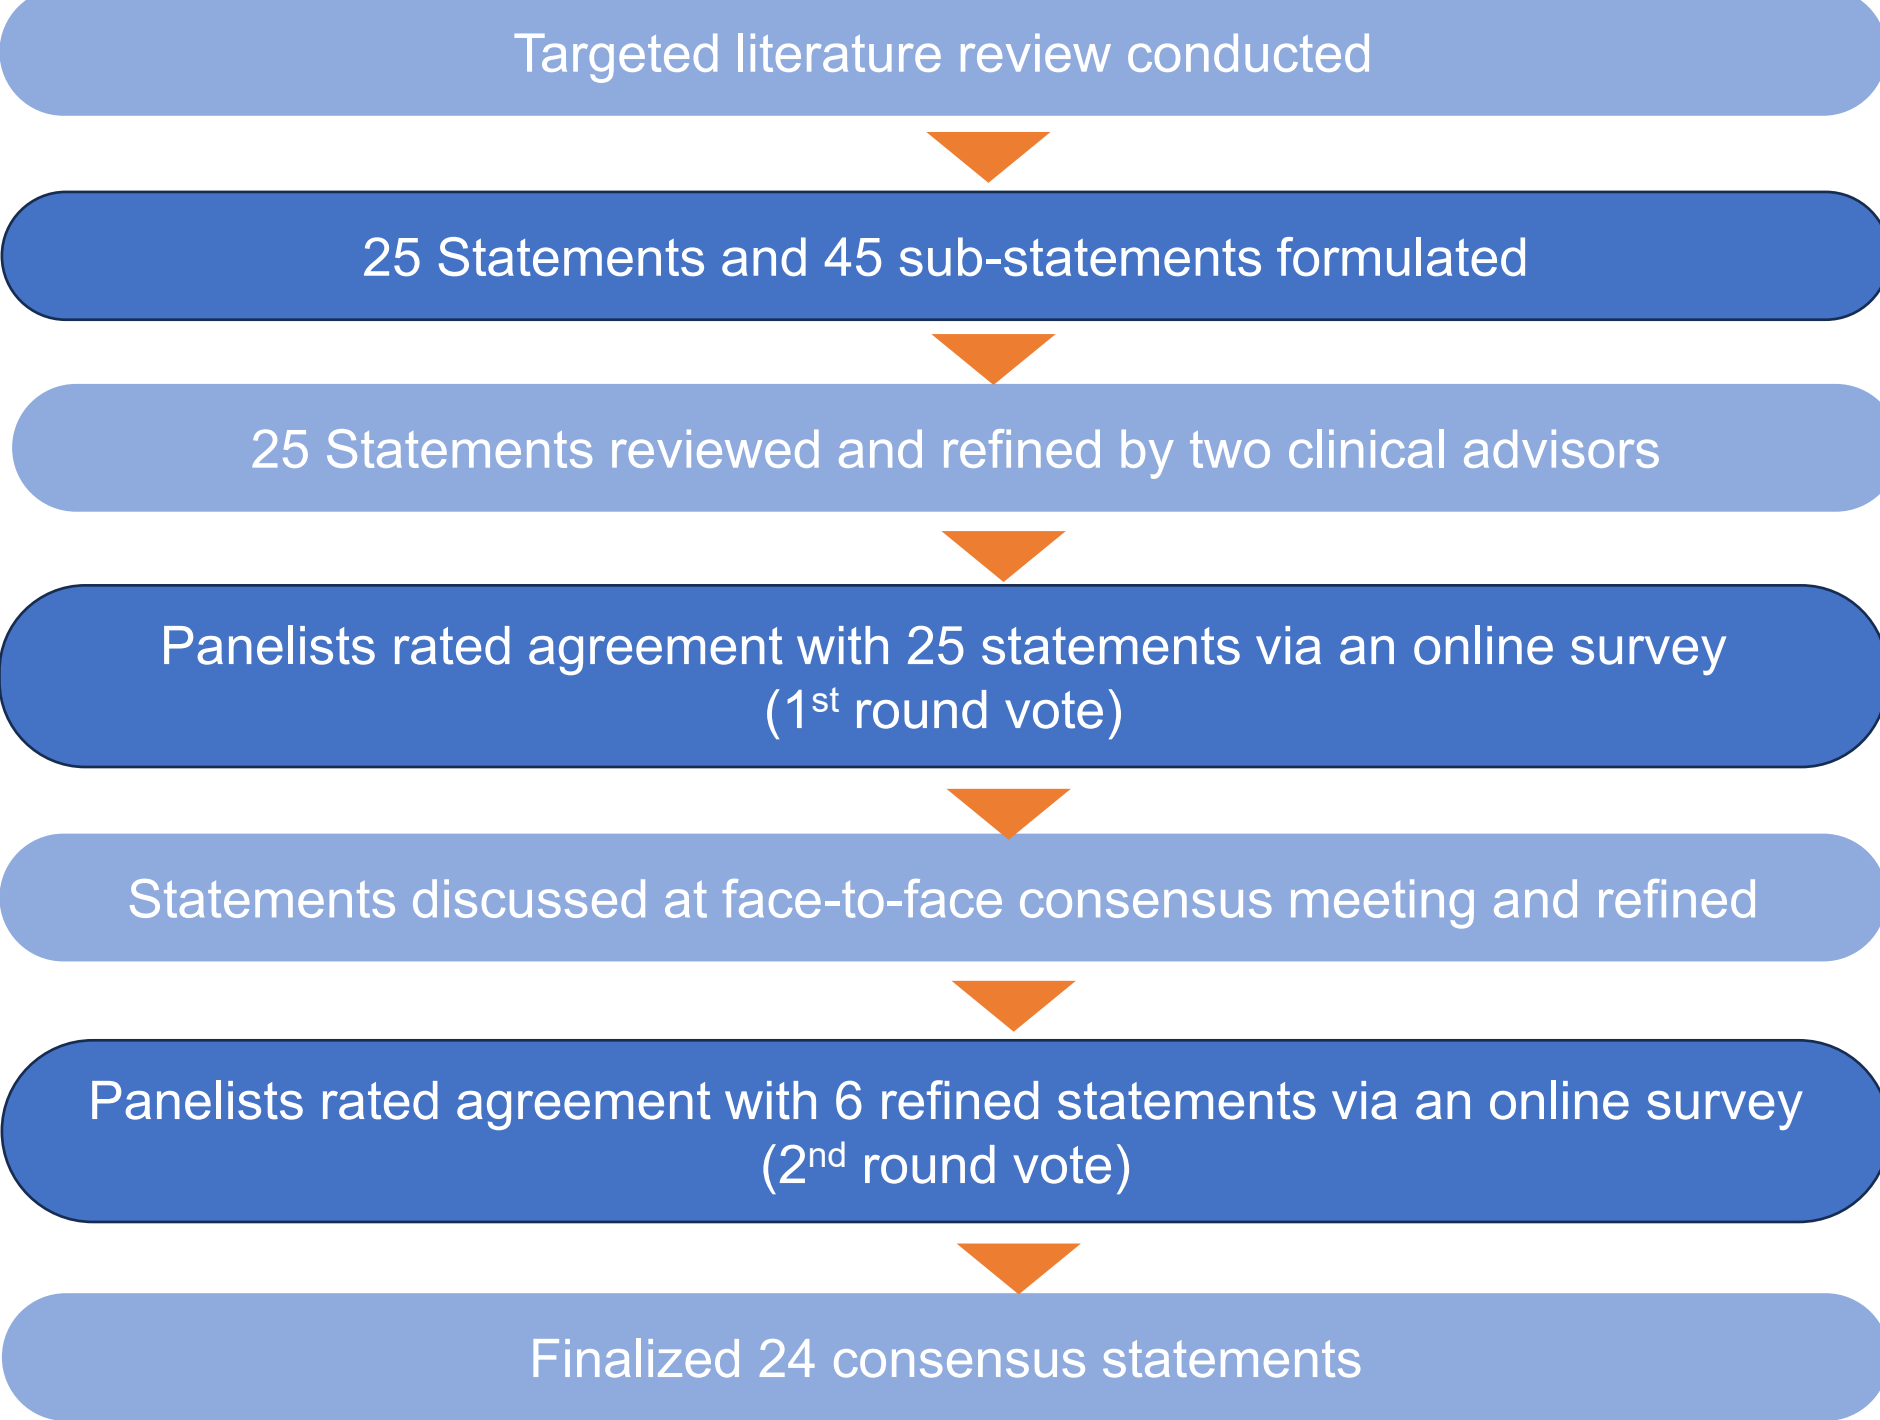 Targeted literature review conducted
25 Statements and 45 sub-statements formulated
25 Statements reviewed and refined by two clinical advisors
Panelists rated agreement with 25 statements via an online survey
(1st round vote)
Statements discussed at face-to-face consensus meeting and refined
Panelists rated agreement with 6 refined statements via an online survey
(2nd round vote)
Finalized 24 consensus statements